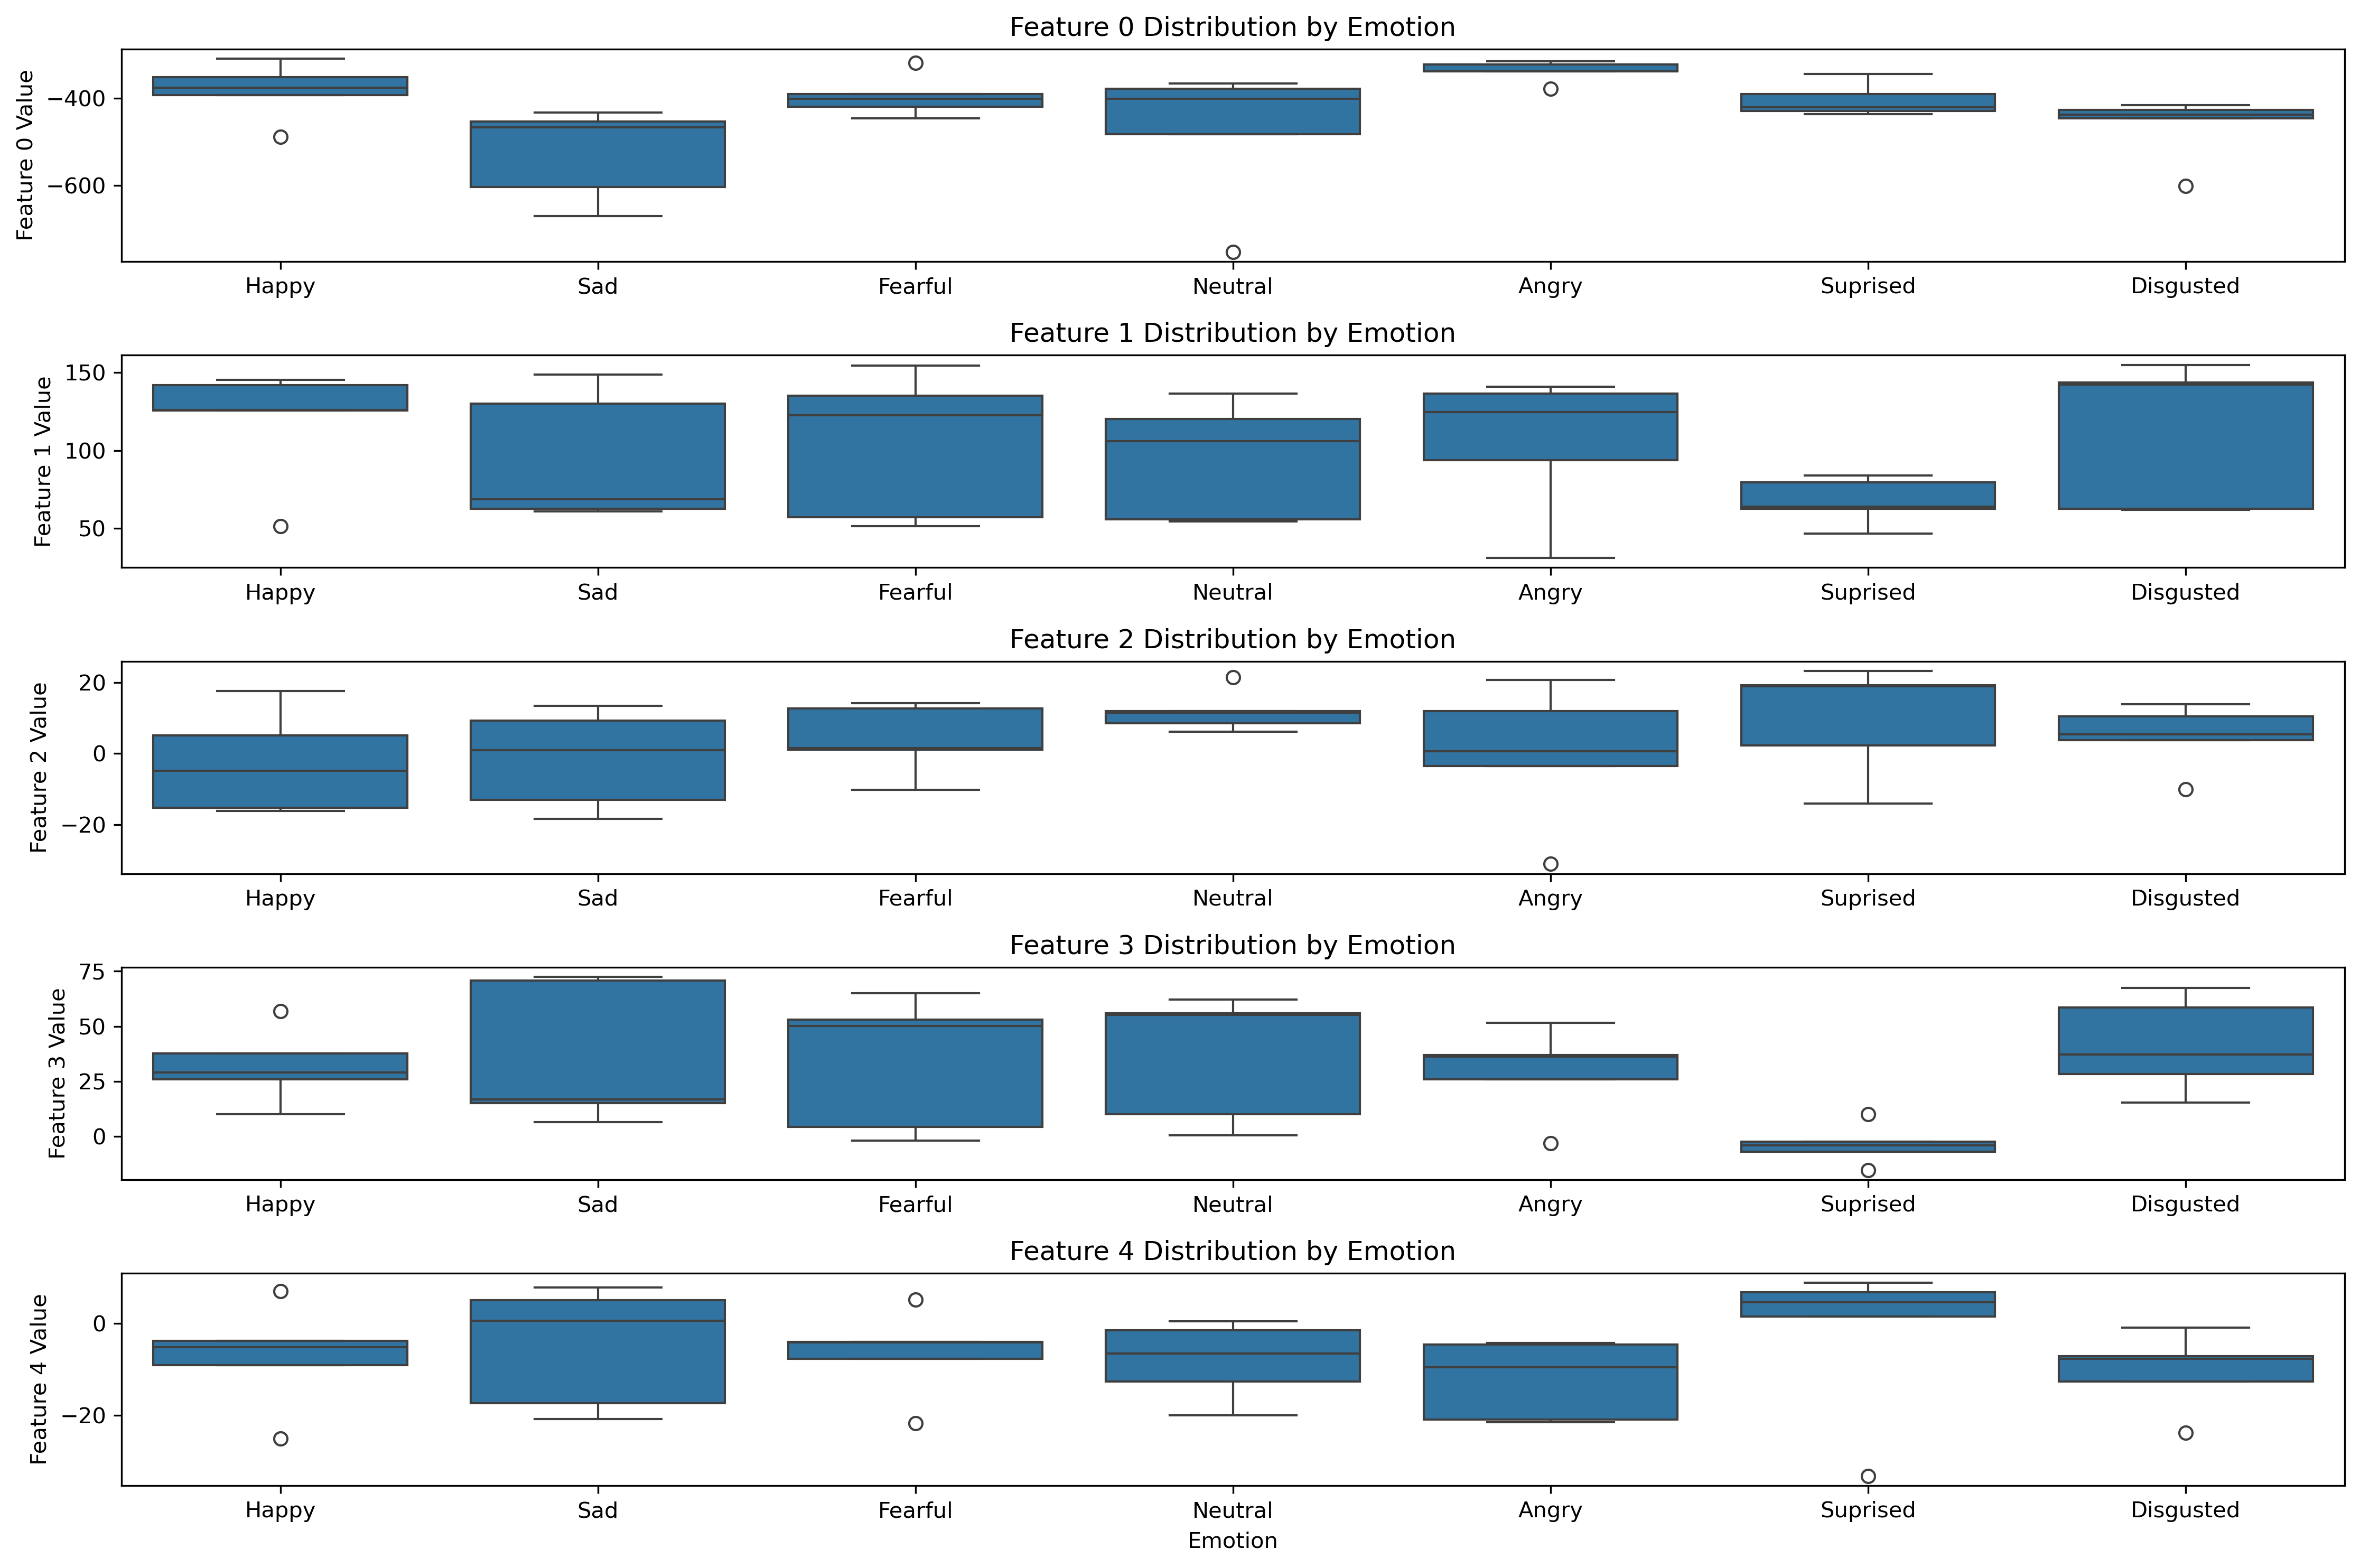 Feature 0 Distribution by Emotion
Feature 0 Value
−400
−600
Happy Sad Fearful Neutral Angry Suprised Disgusted
Feature 1 Distribution by Emotion
Feature 1 Value
150
100
50
Happy Sad Fearful Neutral Angry Suprised Disgusted
Feature 2 Distribution by Emotion
Feature 2 Value
20
0
−20
Happy Sad Fearful Neutral Angry Suprised Disgusted
Feature 3 Distribution by Emotion
Feature 3 Value
75
50
25
0
Happy Sad Fearful Neutral Angry Suprised Disgusted
Feature 4 Distribution by Emotion
Feature 4 Value
0
−20
Happy Sad Fearful Neutral Angry Suprised Disgusted
Emotion